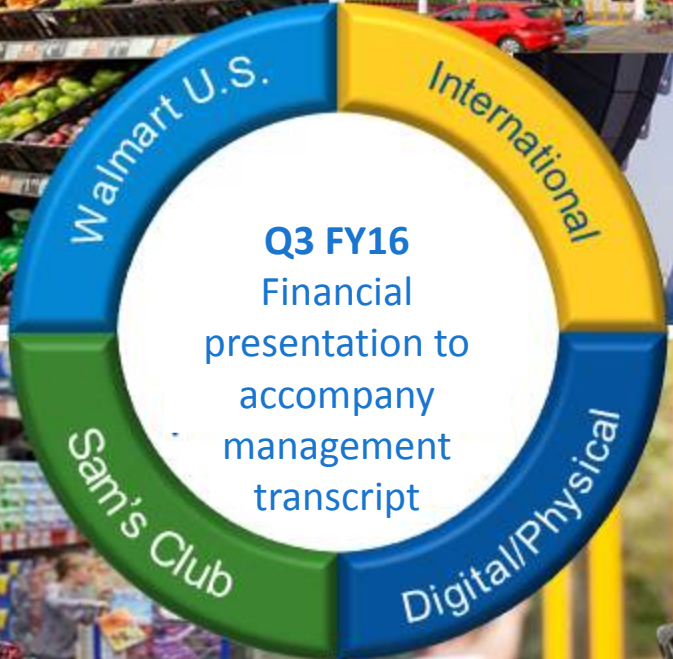 Walmart U.S.
International
Q3 FY16
Financial
presentation to
accompany
management
transcript
Sam's Club
Digital/Physical